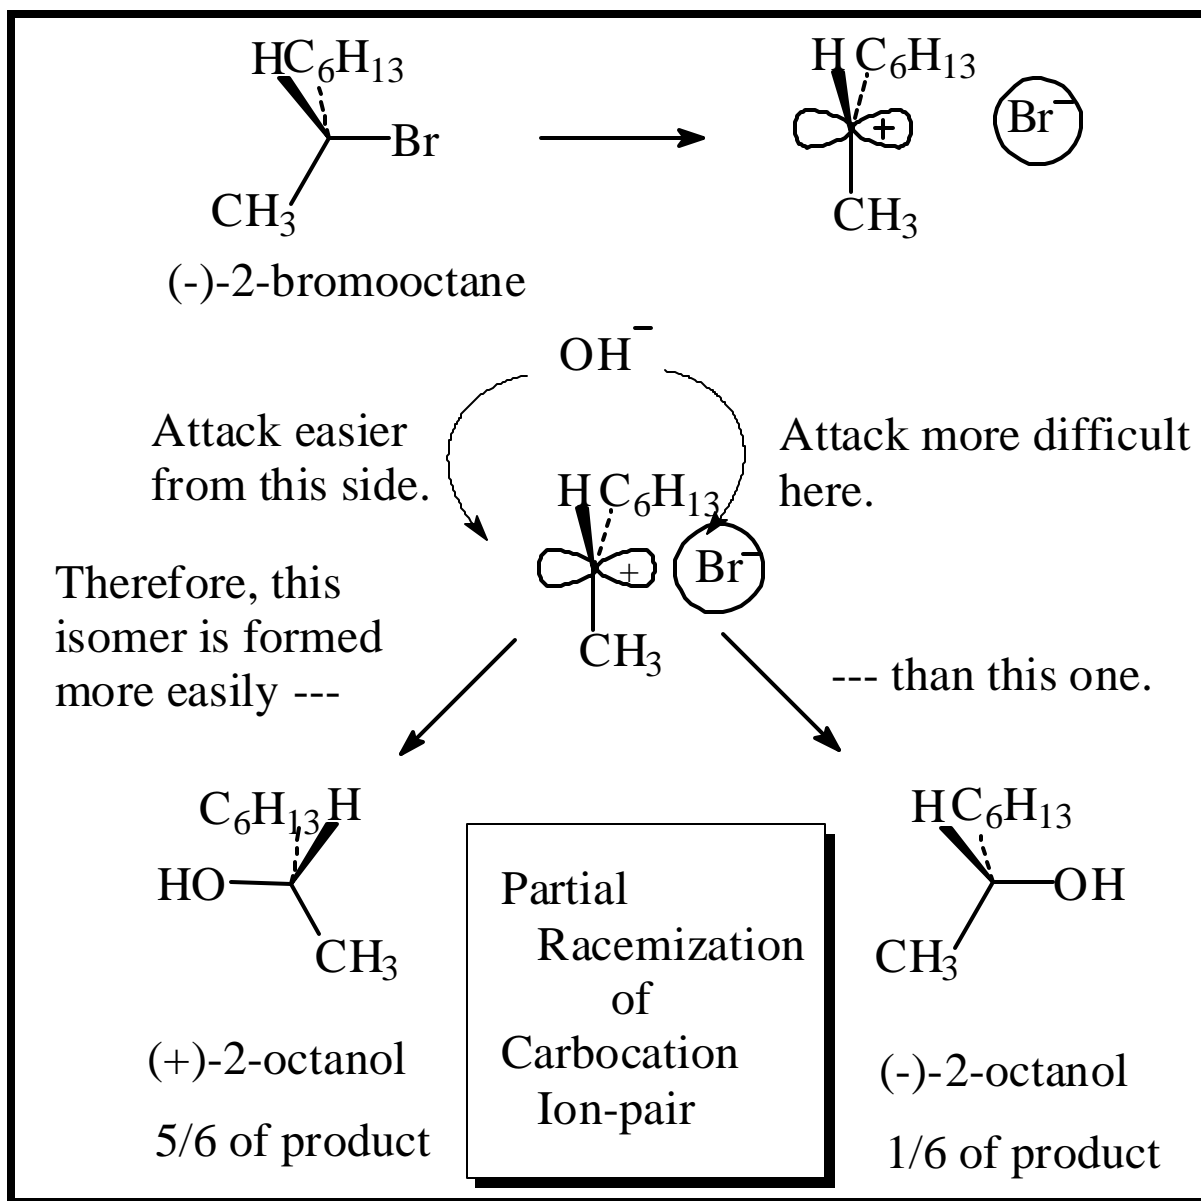 HC₆H₁₃
Br
CH₃
(-)-2-bromooctane
H C₆H₁₃
+
Br⁻
CH₃
OH⁻
Attack easier
from this side.
Attack more difficult
here.
H C₆H₁₃
+
Br⁻
CH₃
Therefore, this
isomer is formed
more easily ---
--- than this one.
C₆H₁₃H
HO
CH₃
(+)-2-octanol
5/6 of product
Partial
Racemization
of
Carbocation
Ion-pair
HC₆H₁₃
OH
CH₃
(-)-2-octanol
1/6 of product